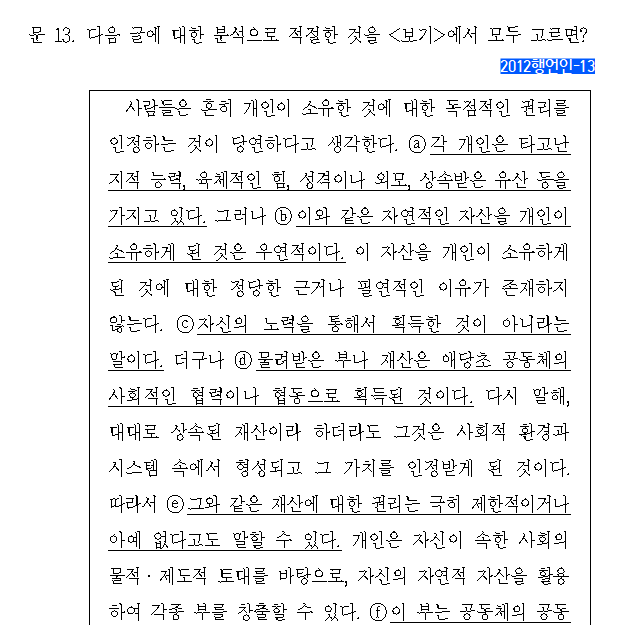 문 13. 다음 글에 대한 분석으로 적절한 것을 <보기>에서 모두 고르면?
2012행언인-13
사람들은 흔히 개인이 소유한 것에 대한 독점적인 권리를
인정하는 것이 당연하다고 생각한다. ⓐ각 개인은 타고난
지적 능력, 육체적인 힘, 성격이나 외모, 상속받은 유산 등을
가지고 있다. 그러나 ⓑ이와 같은 자연적인 자산을 개인이
소유하게 된 것은 우연적이다. 이 자산을 개인이 소유하게
된 것에 대한 정당한 근거나 필연적인 이유가 존재하지
않는다. ⓒ자신의 노력을 통해서 획득한 것이 아니라는
말이다. 더구나 ⓓ물려받은 부나 재산은 애당초 공동체의
사회적인 협력이나 협동으로 획득된 것이다. 다시 말해,
대대로 상속된 재산이라 하더라도 그것은 사회적 환경과
시스템 속에서 형성되고 그 가치를 인정받게 된 것이다.
따라서 ⓔ그와 같은 재산에 대한 권리는 극히 제한적이거나
아예 없다고도 말할 수 있다. 개인은 자신이 속한 사회의
물적·제도적 토대를 바탕으로, 자신의 자연적 자산을 활용
하여 각종 부를 창출할 수 있다. ⓕ이 부는 공동체의 공동